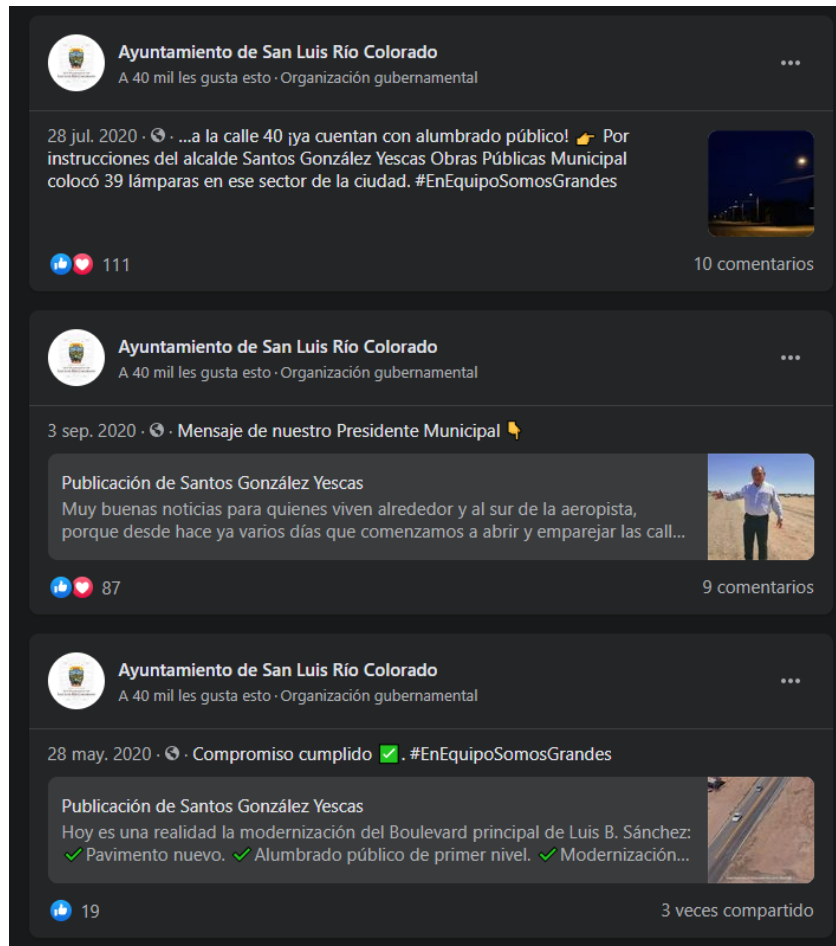 Ayuntamiento de San Luis Río Colorado
A 40 mil les gusta esto · Organización gubernamental
28 jul. 2020 · · ...a la calle 40 ¡ya cuentan con alumbrado público! 👉 Por
instrucciones del alcalde Santos González Yescas Obras Públicas Municipal
colocó 39 lámparas en ese sector de la ciudad. #EnEquipoSomosGrandes
111
10 comentarios
Ayuntamiento de San Luis Río Colorado
A 40 mil les gusta esto · Organización gubernamental
3 sep. 2020 · · Mensaje de nuestro Presidente Municipal 👇
Publicación de Santos González Yescas
Muy buenas noticias para quienes viven alrededor y al sur de la aeropista,
porque desde hace ya varios días que comenzamos a abrir y emparejar las call...
87
9 comentarios
Ayuntamiento de San Luis Río Colorado
A 40 mil les gusta esto · Organización gubernamental
28 may. 2020 · · Compromiso cumplido ✅. #EnEquipoSomosGrandes
Publicación de Santos González Yescas
Hoy es una realidad la modernización del Boulevard principal de Luis B. Sánchez:
✔Pavimento nuevo. ✔Alumbrado público de primer nivel. ✔Modernización...
19
3 veces compartido